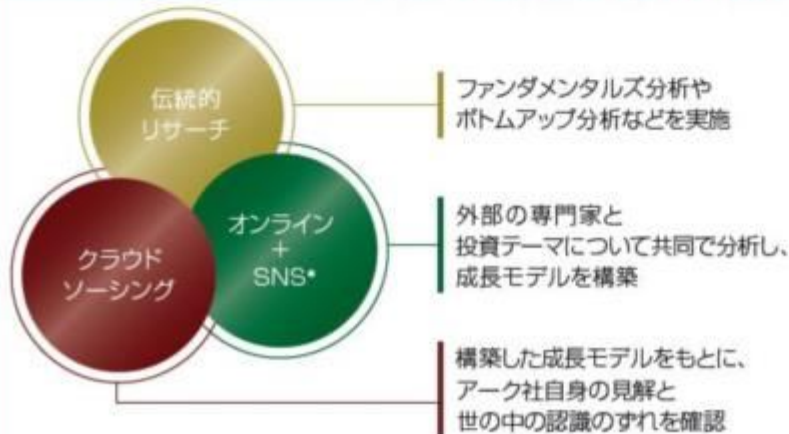 伝統的
リサーチ
ファンダメンタルズ分析や
ボトムアップ分析などを実施
オンライン
+
SNS*
外部の専門家と
投資テーマについて共同で分析し、
成長モデルを構築
クラウド
ソーシング
構築した成長モデルをもとに、
アーク社自身の見解と
世の中の認識のずれを確認